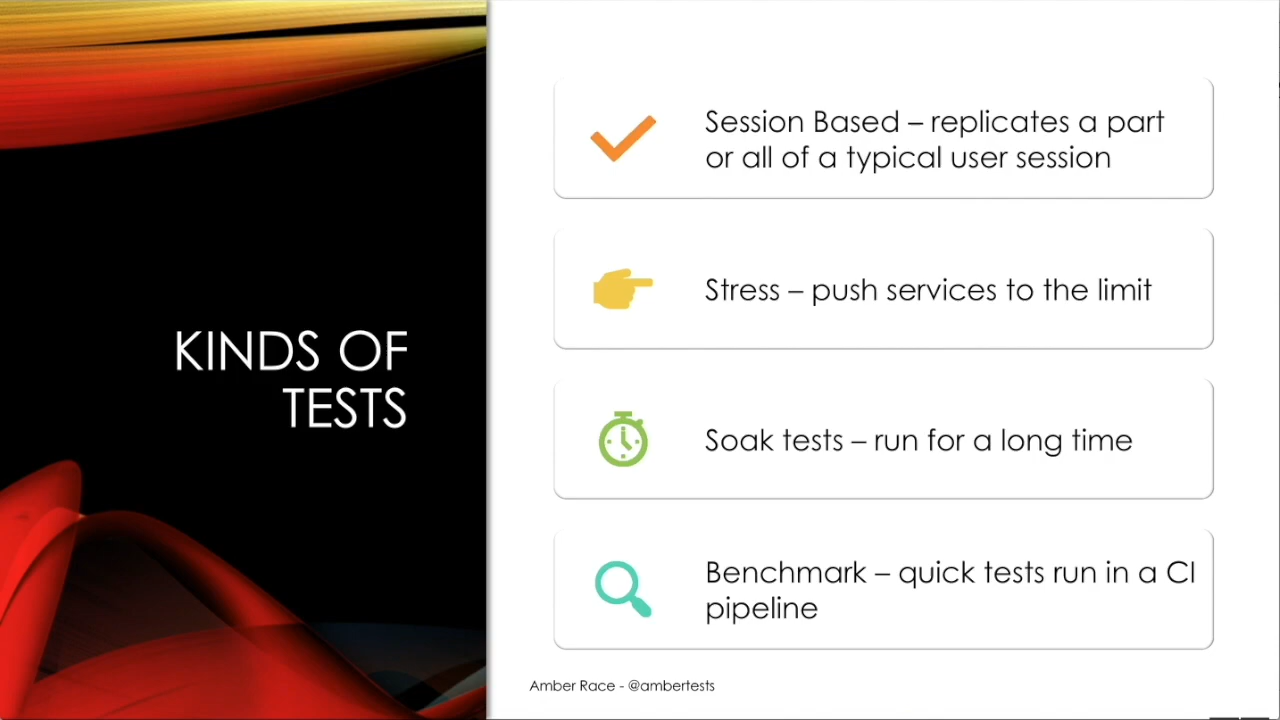 KINDS OF
TESTS
Session Based – replicates a part
or all of a typical user session
Stress – push services to the limit
Soak tests – run for a long time
Benchmark – quick tests run in a CI
pipeline
Amber Race - @ambertests